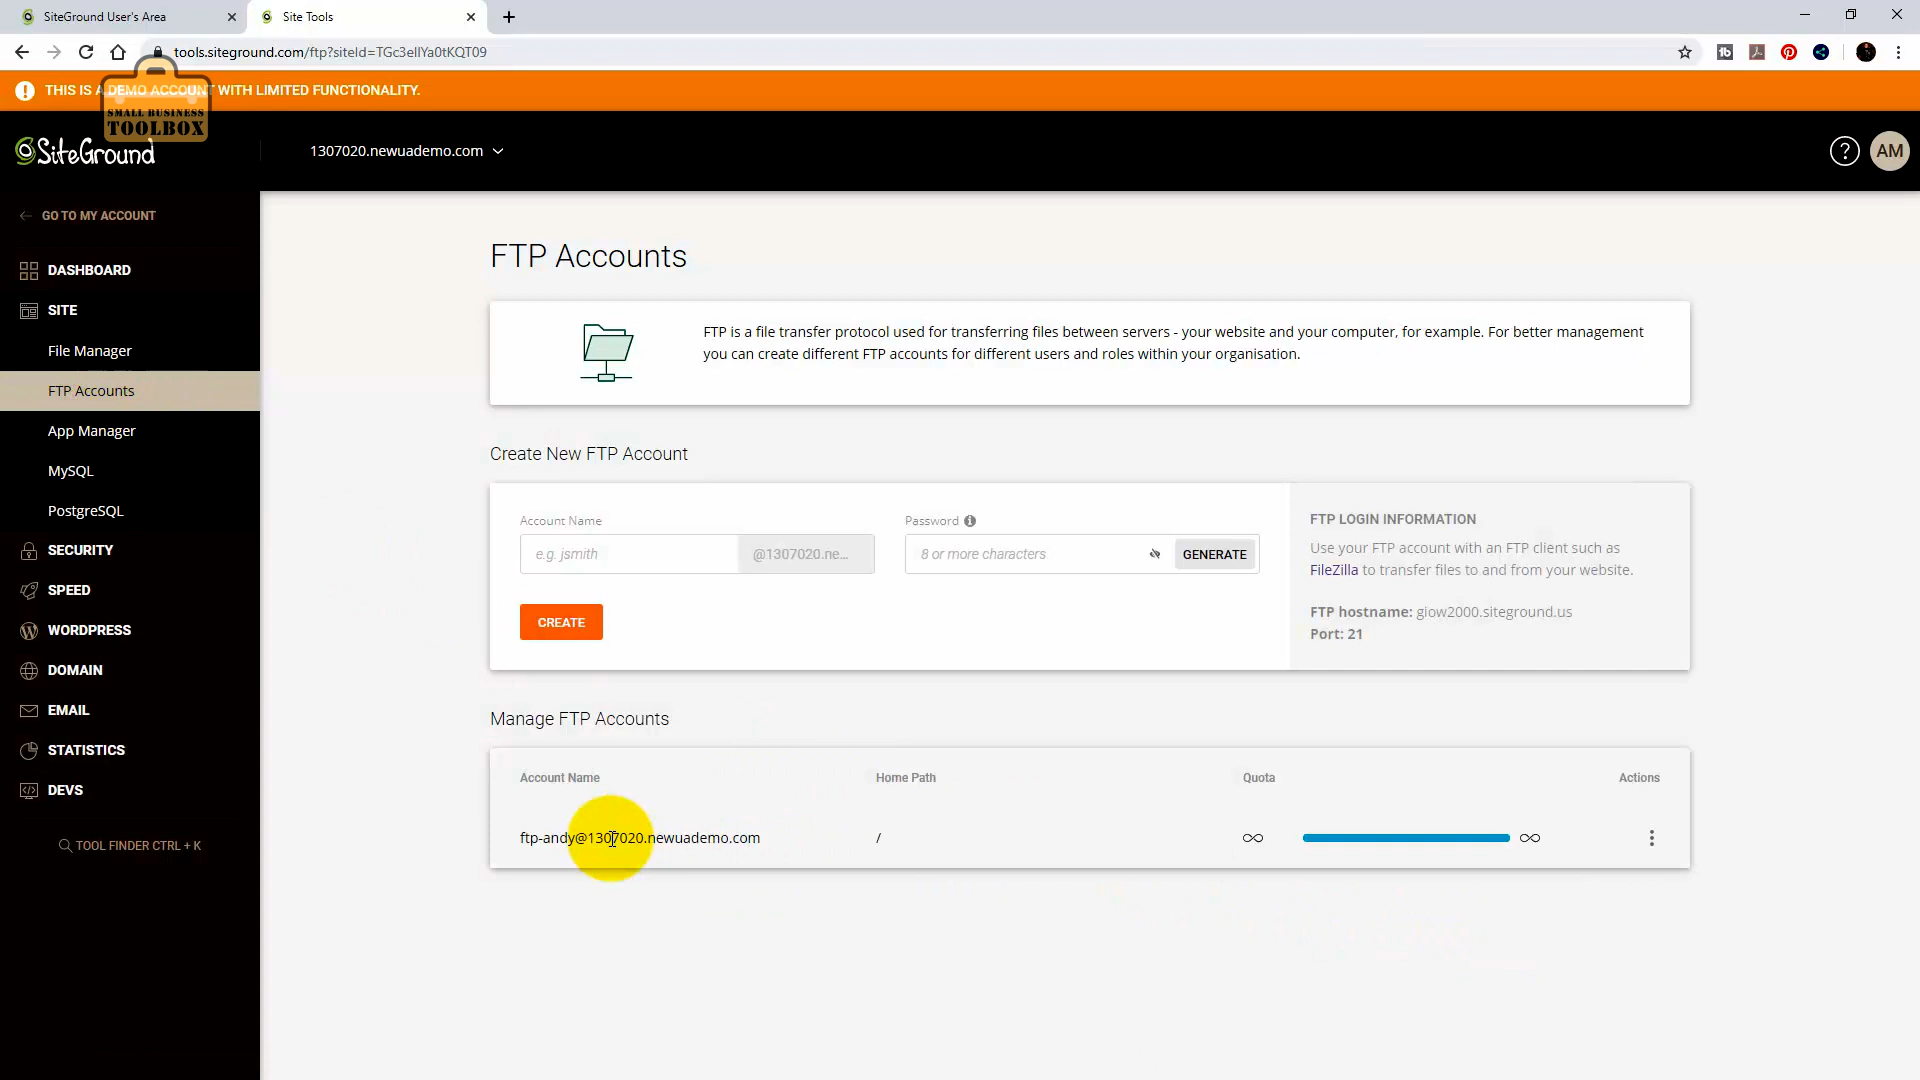 SiteGround User's Area
Site Tools
tools.siteground.com/ftp?siteId=TGc3ellYa0tKQT09
THIS IS A DEMO ACCOUNT WITH LIMITED FUNCTIONALITY.
SMALL BUSINESS
TOOLBOX
SiteGround
1307020.newuademo.com
AM
GO TO MY ACCOUNT
DASHBOARD
SITE
File Manager
FTP Accounts
App Manager
MySQL
PostgreSQL
SECURITY
SPEED
WORDPRESS
DOMAIN
EMAIL
STATISTICS
DEVS
TOOL FINDER CTRL + K
FTP Accounts
FTP is a file transfer protocol used for transferring files between servers - your website and your computer, for example. For better management
you can create different FTP accounts for different users and roles within your organisation.
Create New FTP Account
Account Name
Password
e.g. jsmith
@1307020.ne...
8 or more characters
GENERATE
CREATE
FTP LOGIN INFORMATION
Use your FTP account with an FTP client such as
FileZilla to transfer files to and from your website.
FTP hostname: giow2000.siteground.us
Port: 21
Manage FTP Accounts
Account Name Home Path Quota Actions
ftp-andy@1307020.newuademo.com / ∞ ∞